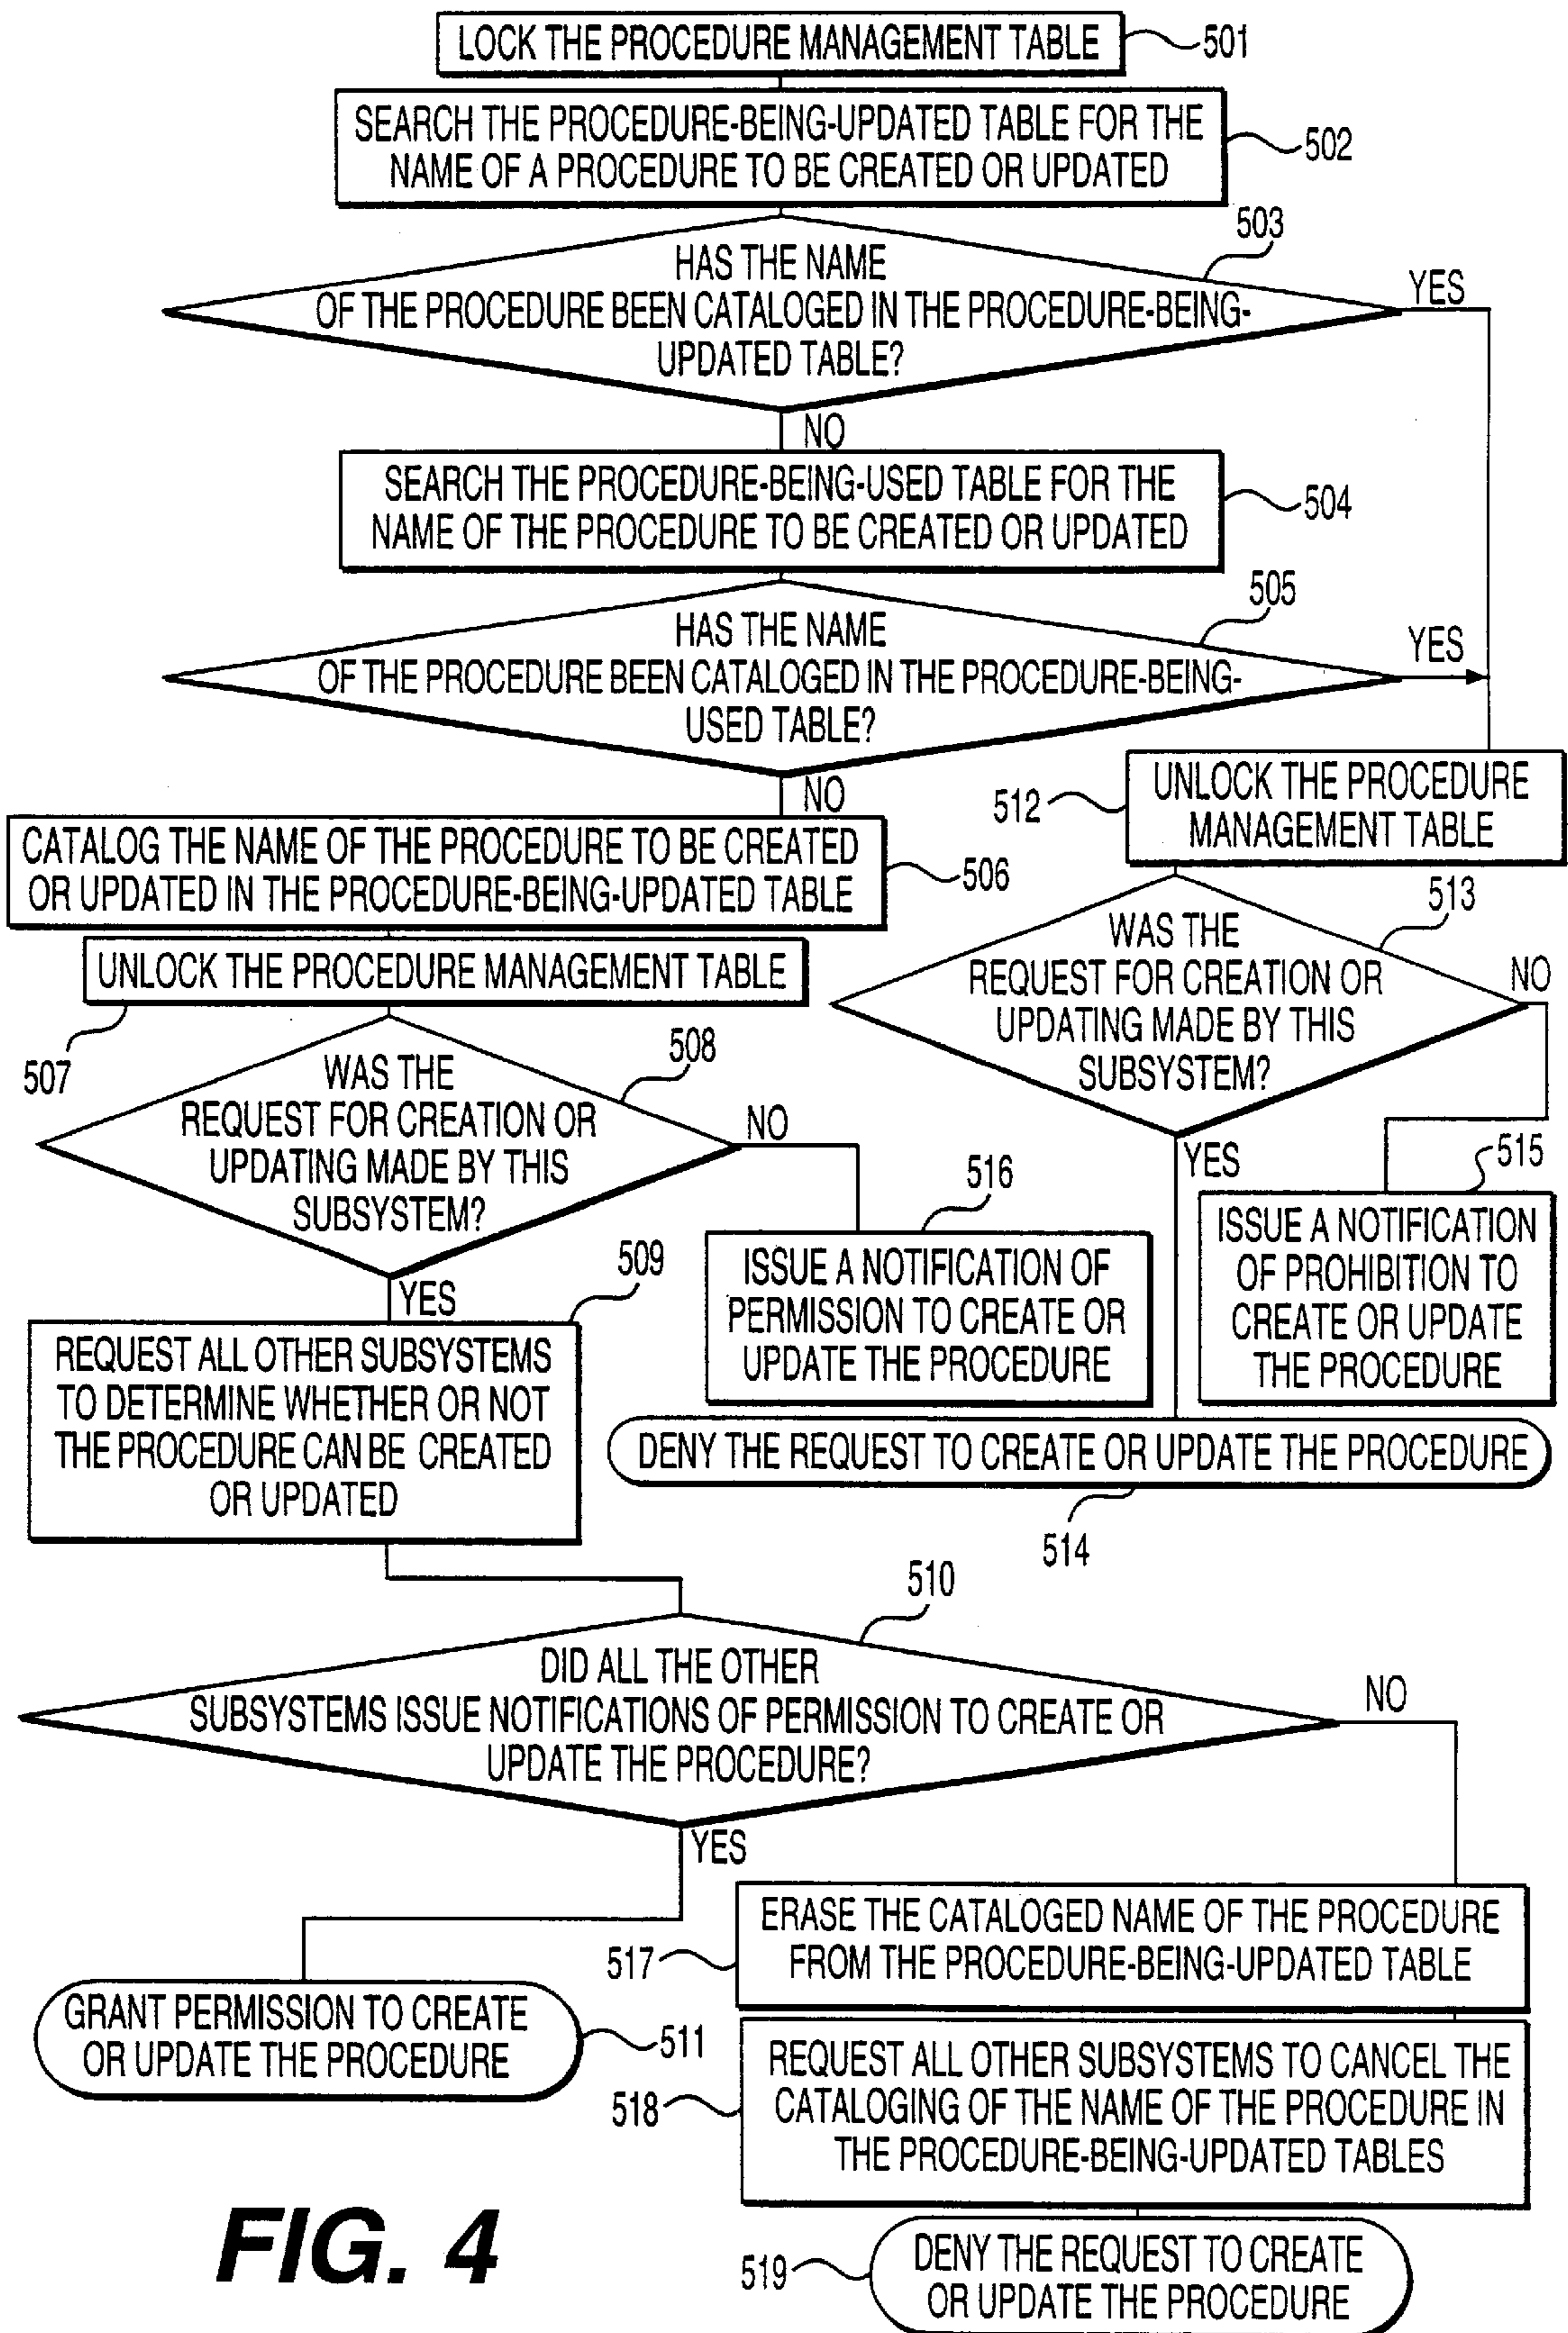 LOCK THE PROCEDURE MANAGEMENT TABLE
501
SEARCH THE PROCEDURE-BEING-UPDATED TABLE FOR THE
NAME OF A PROCEDURE TO BE CREATED OR UPDATED
502
503
HAS THE NAME
OF THE PROCEDURE BEEN CATALOGED IN THE PROCEDURE-BEING-
UPDATED TABLE?
YES
NO
SEARCH THE PROCEDURE-BEING-USED TABLE FOR THE
NAME OF THE PROCEDURE TO BE CREATED OR UPDATED
504
505
HAS THE NAME
OF THE PROCEDURE BEEN CATALOGED IN THE PROCEDURE-BEING-
USED TABLE?
YES
NO
512
UNLOCK THE PROCEDURE
MANAGEMENT TABLE
CATALOG THE NAME OF THE PROCEDURE TO BE CREATED
OR UPDATED IN THE PROCEDURE-BEING-UPDATED TABLE
506
513
WAS THE
REQUEST FOR CREATION OR
UPDATING MADE BY THIS
SUBSYSTEM?
NO
YES
UNLOCK THE PROCEDURE MANAGEMENT TABLE
507
508
WAS THE
REQUEST FOR CREATION OR
UPDATING MADE BY THIS
SUBSYSTEM?
NO
YES
516
ISSUE A NOTIFICATION OF
PERMISSION TO CREATE OR
UPDATE THE PROCEDURE
515
ISSUE A NOTIFICATION
OF PROHIBITION TO
CREATE OR UPDATE
THE PROCEDURE
509
REQUEST ALL OTHER SUBSYSTEMS
TO DETERMINE WHETHER OR NOT
THE PROCEDURE CAN BE CREATED
OR UPDATED
DENY THE REQUEST TO CREATE OR UPDATE THE PROCEDURE
514
510
DID ALL THE OTHER
SUBSYSTEMS ISSUE NOTIFICATIONS OF PERMISSION TO CREATE OR
UPDATE THE PROCEDURE?
NO
YES
517
ERASE THE CATALOGED NAME OF THE PROCEDURE
FROM THE PROCEDURE-BEING-UPDATED TABLE
GRANT PERMISSION TO CREATE
OR UPDATE THE PROCEDURE
511
518
REQUEST ALL OTHER SUBSYSTEMS TO CANCEL THE
CATALOGING OF THE NAME OF THE PROCEDURE IN
THE PROCEDURE-BEING-UPDATED TABLES
519
DENY THE REQUEST TO CREATE
OR UPDATE THE PROCEDURE
FIG. 4